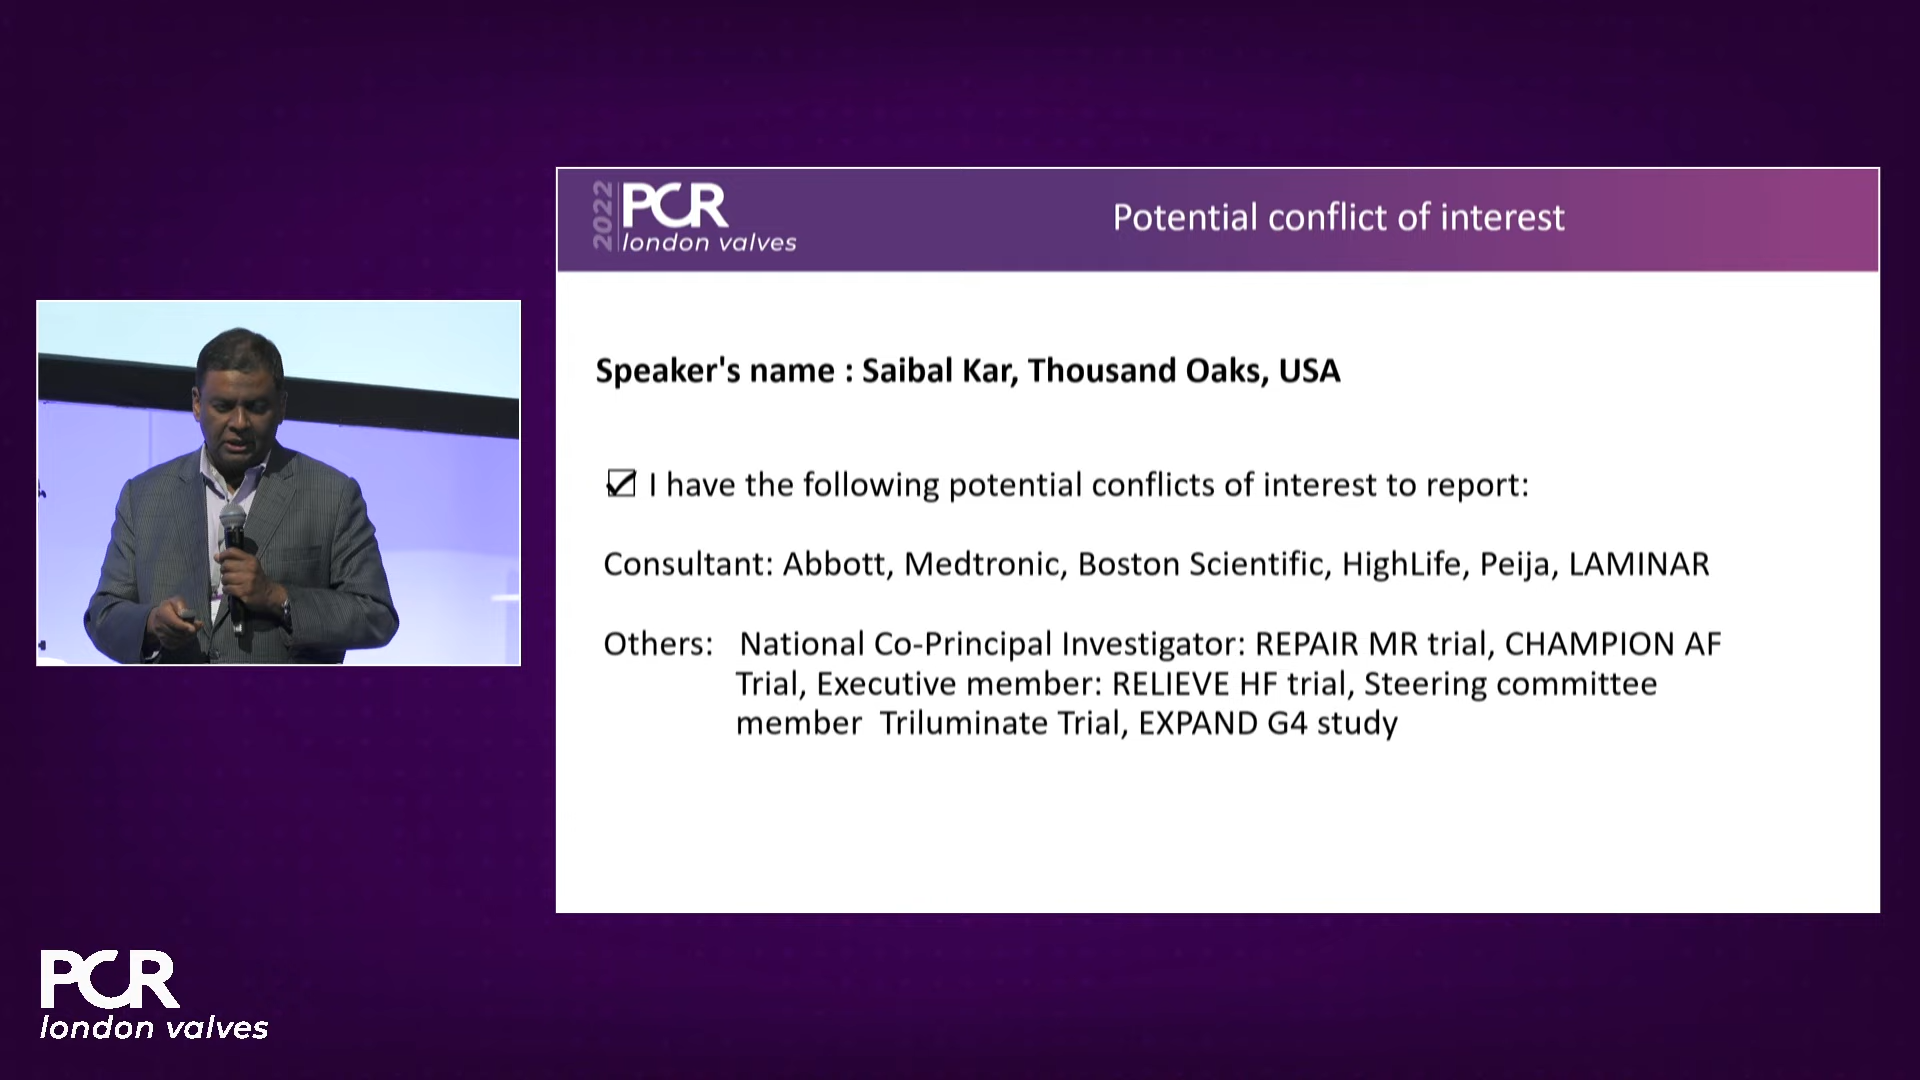 2022
PCR
london valves
Potential conflict of interest
Speaker's name : Saibal Kar, Thousand Oaks, USA
I have the following potential conflicts of interest to report:
Consultant: Abbott, Medtronic, Boston Scientific, HighLife, Peija, LAMINAR
Others: National Co-Principal Investigator: REPAIR MR trial, CHAMPION AF
Trial, Executive member: RELIEVE HF trial, Steering committee
member Triluminate Trial, EXPAND G4 study
PCR
london valves